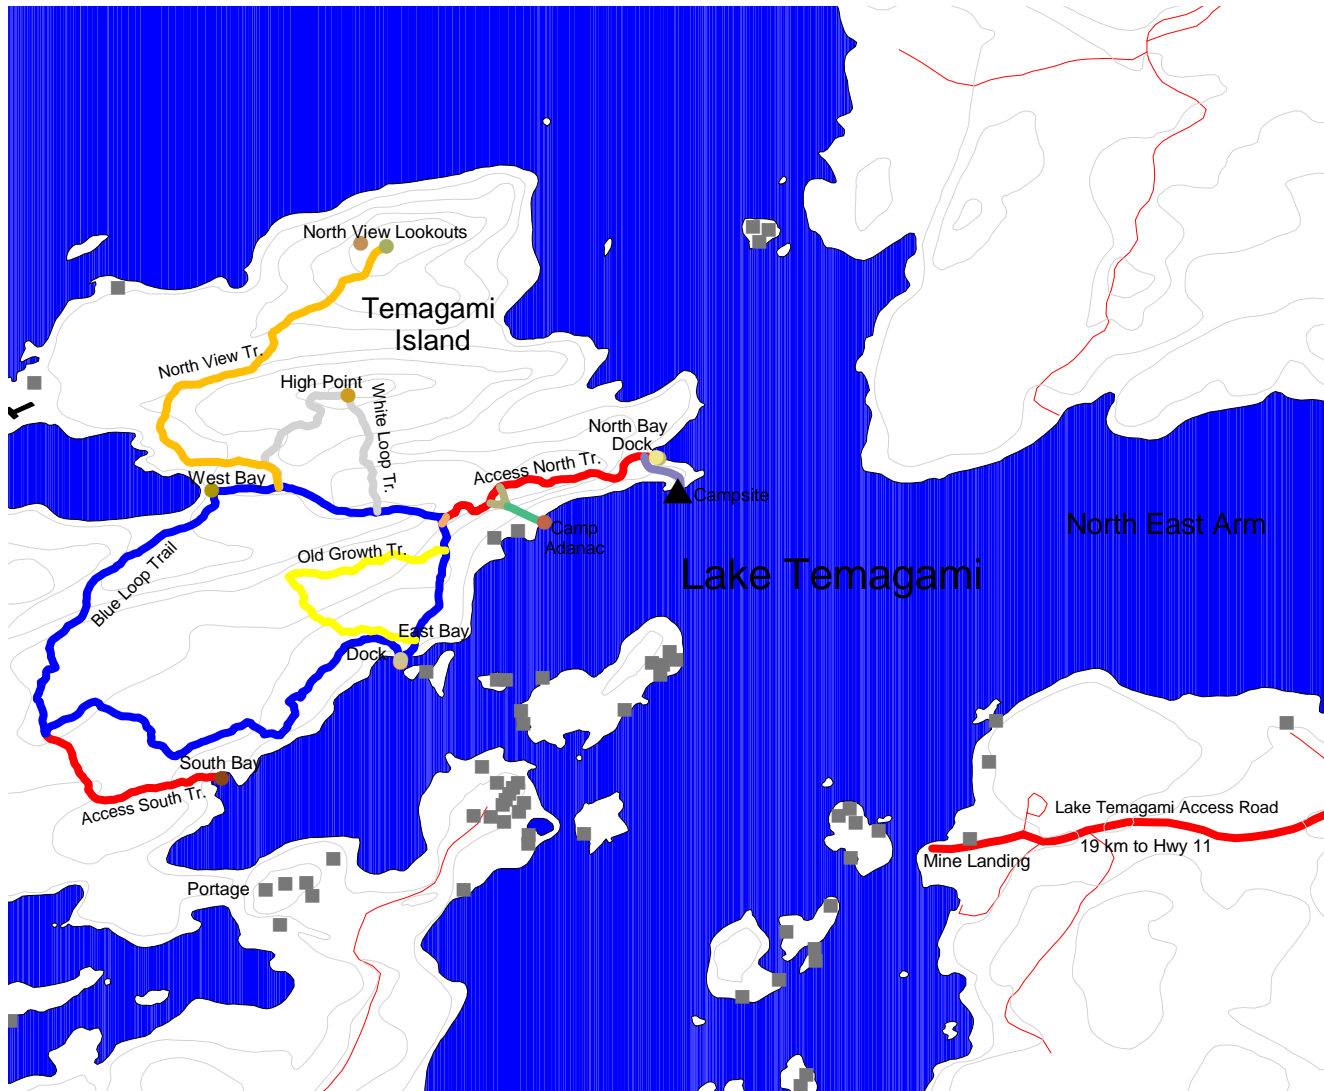 North View Lookouts
Temagami
Island
North View Tr.
High Point
White Loop Tr.
North Bay
Dock
Access North Tr.
West Bay
Campsite
Camp
Adanac
North East Arm
Old Growth Tr.
Blue Loop Trail
Lake Temagami
East Bay
Dock
South Bay
Access South Tr.
Lake Temagami Access Road
19 km to Hwy 11
Mine Landing
Portage